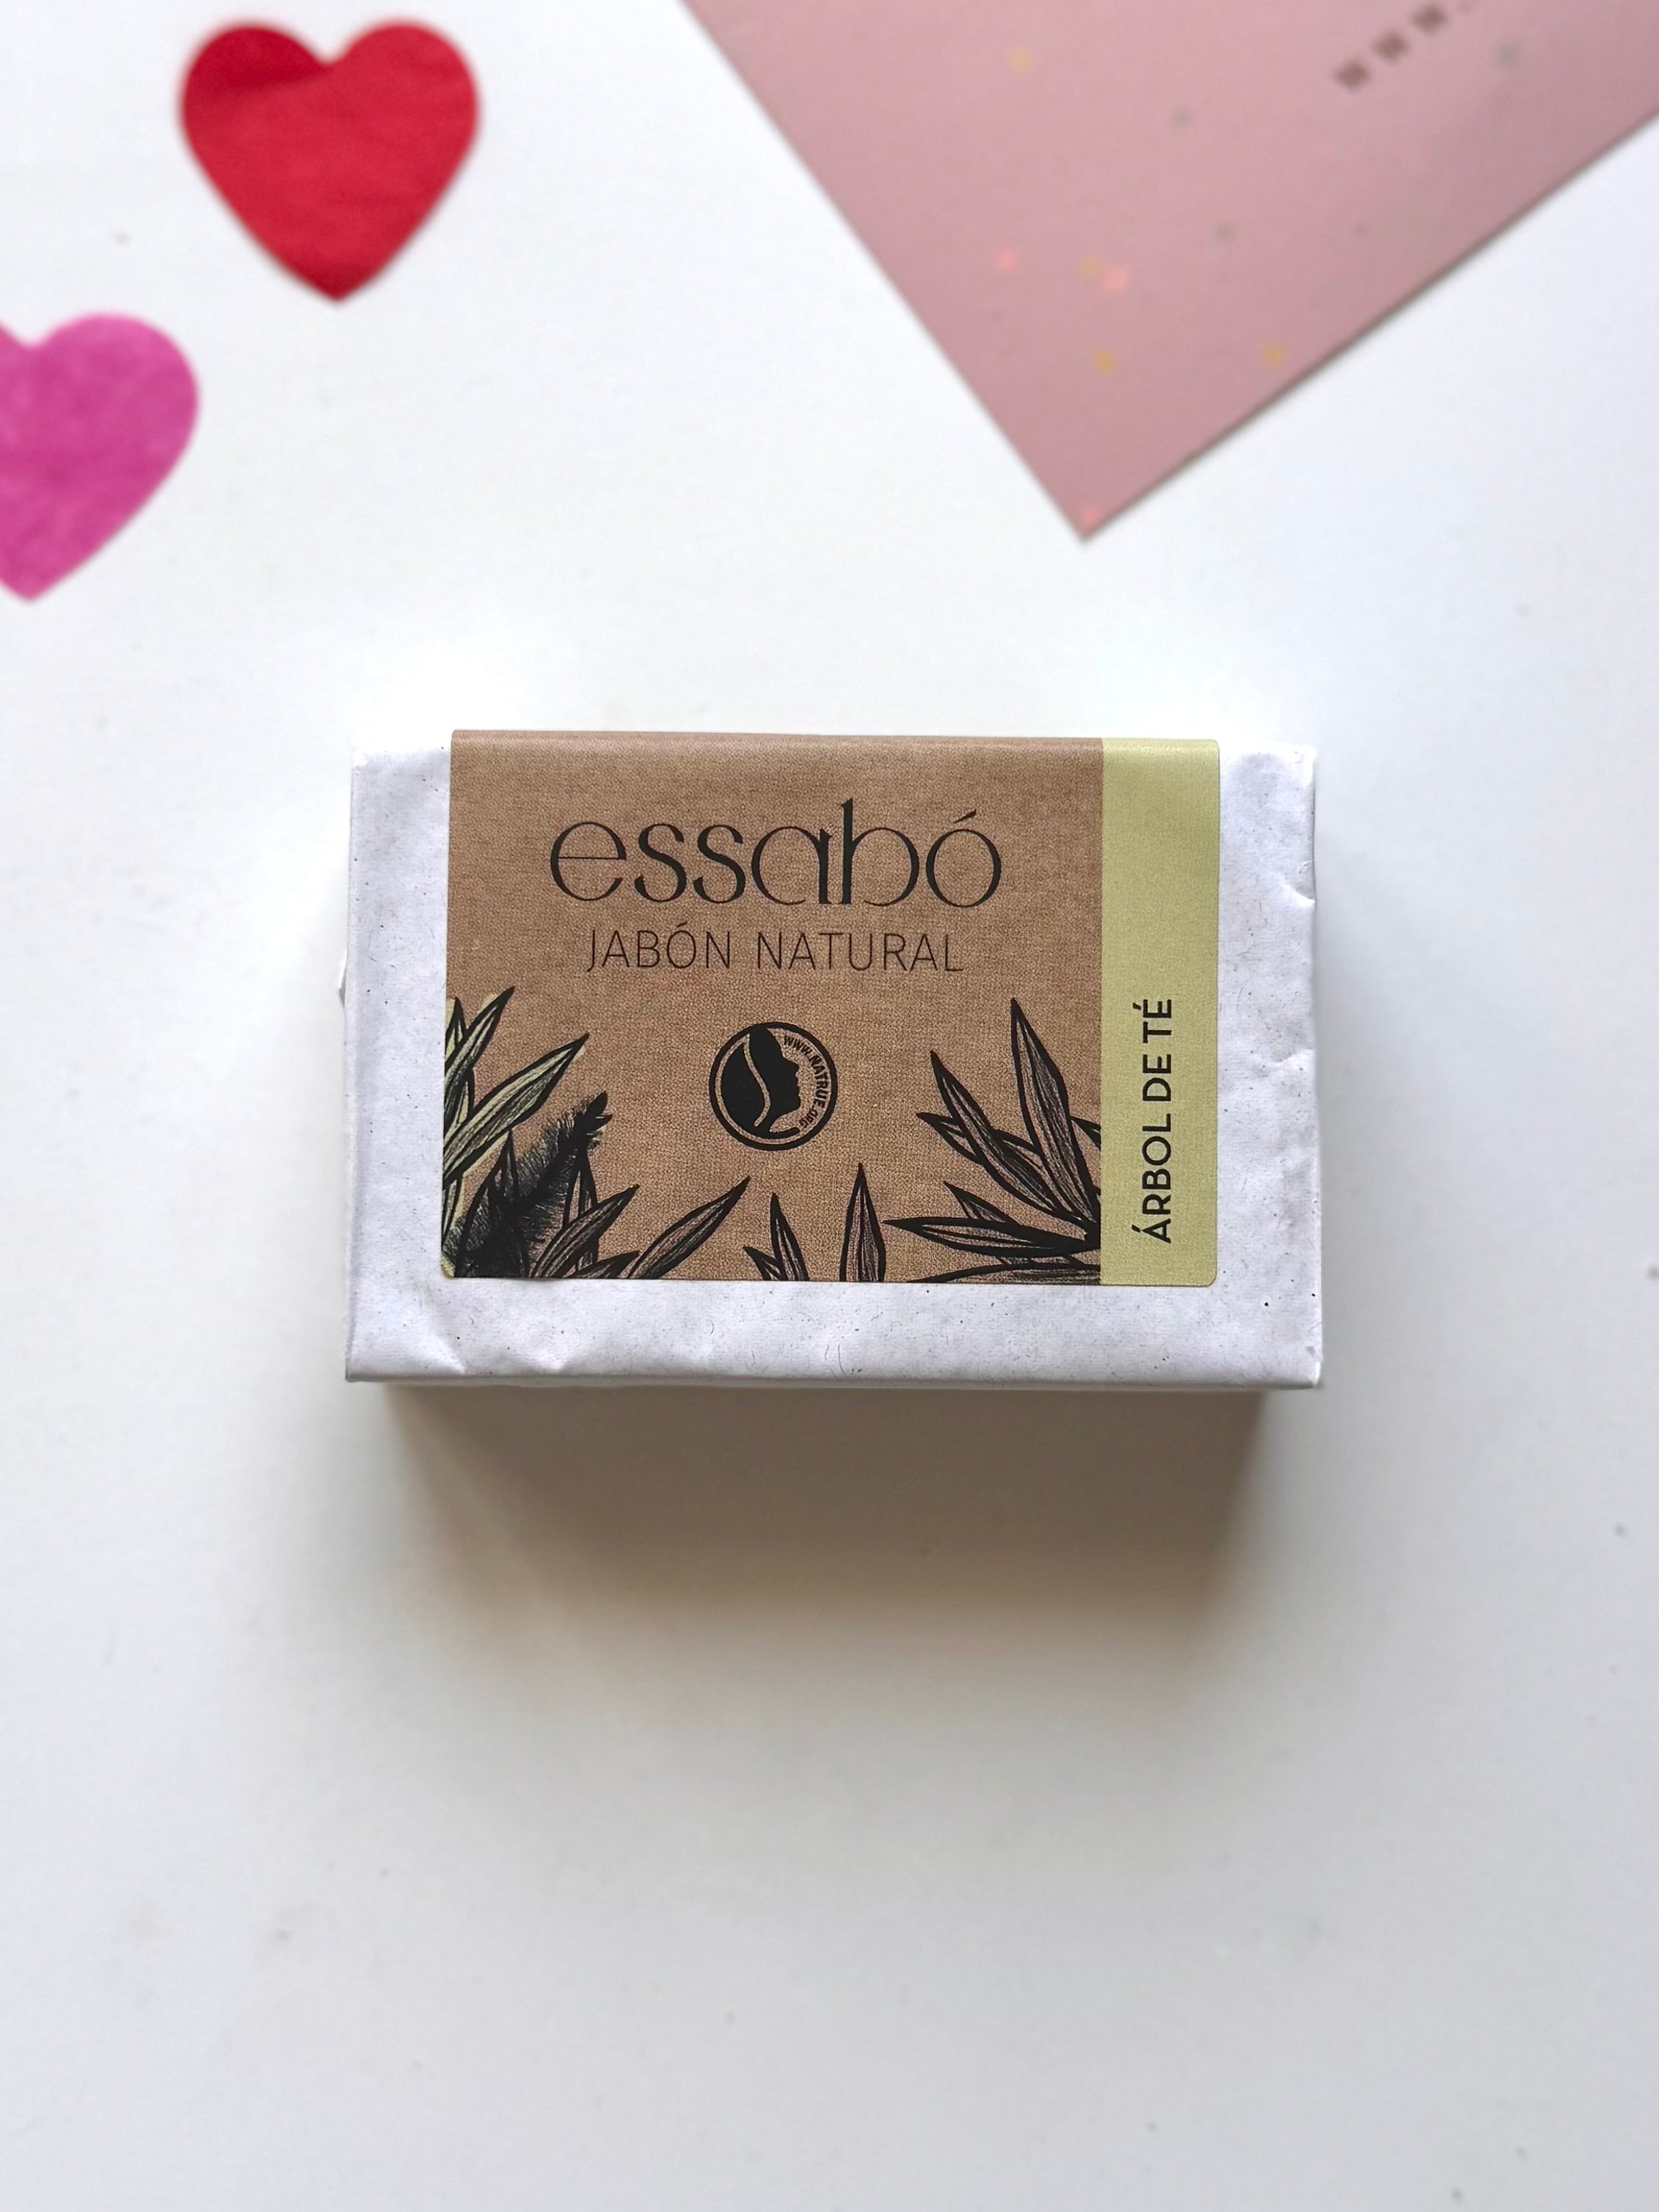 essabó
JABÓN NATURAL
WWW.NATRUE.ORG
ÁRBOL DE TÉ